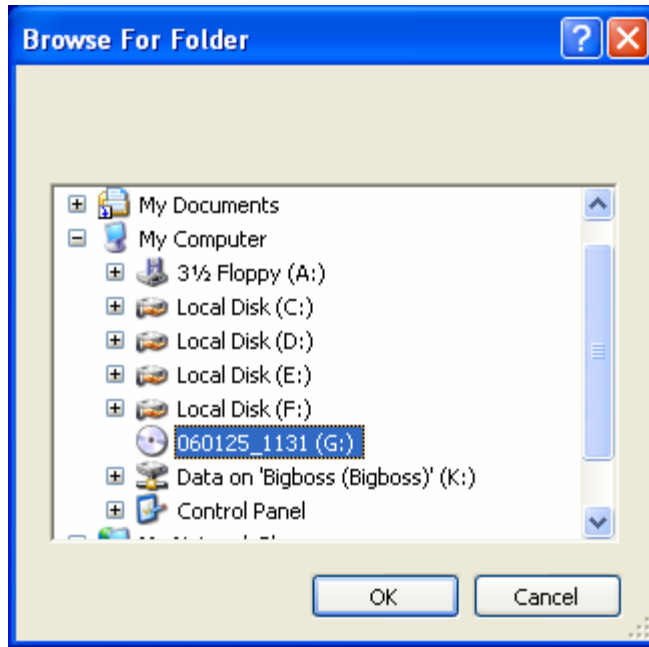 Browse For Folder
My Documents
My Computer
3½ Floppy (A:)
Local Disk (C:)
Local Disk (D:)
Local Disk (E:)
Local Disk (F:)
060125_1131 (G:)
Data on 'Bigboss (Bigboss)' (K:)
Control Panel
OK
Cancel